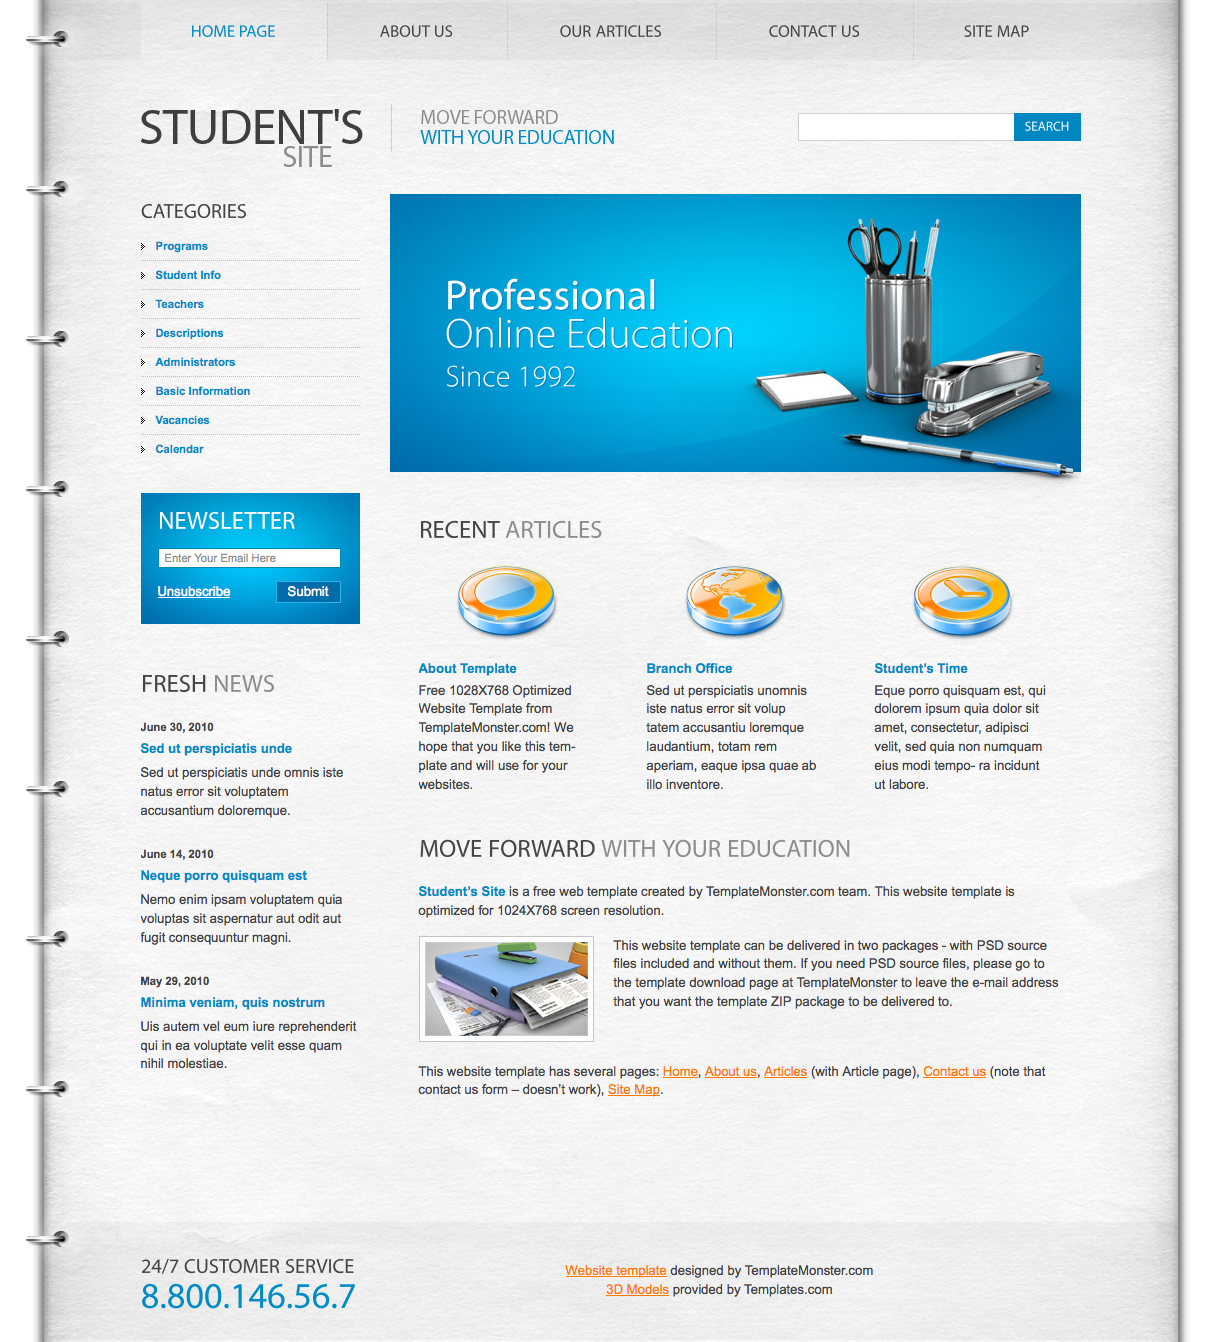 HOME PAGE
ABOUT US
OUR ARTICLES
CONTACT US
SITE MAP
STUDENT'S
SITE
MOVE FORWARD
WITH YOUR EDUCATION
SEARCH
CATEGORIES
Programs
Student Info
Teachers
Descriptions
Administrators
Basic Information
Vacancies
Calendar
Professional
Online Education
Since 1992
NEWSLETTER
Enter Your Email Here
Unsubscribe
Submit
FRESH NEWS
June 30, 2010
Sed ut perspiciatis unde
Sed ut perspiciatis unde omnis iste
natus error sit voluptatem
accusantium doloremque.
June 14, 2010
Neque porro quisquam est
Nemo enim ipsam voluptatem quia
voluptas sit aspernatur aut odit aut
fugit consequuntur magni.
May 29, 2010
Minima veniam, quis nostrum
Uis autem vel eum iure reprehenderit
qui in ea voluptate velit esse quam
nihil molestiae.
RECENT ARTICLES
About Template
Free 1028X768 Optimized
Website Template from
TemplateMonster.com! We
hope that you like this tem-
plate and will use for your
websites.
Branch Office
Sed ut perspiciatis unomnis
iste natus error sit volup
tatem accusantiu loremque
laudantium, totam rem
aperiam, eaque ipsa quae ab
illo inventore.
Student’s Time
Eque porro quisquam est, qui
dolorem ipsum quia dolor sit
amet, consectetur, adipisci
velit, sed quia non numquam
eius modi tempo- ra incidunt
ut labore.
MOVE FORWARD WITH YOUR EDUCATION
Student’s Site is a free web template created by TemplateMonster.com team. This website template is
optimized for 1024X768 screen resolution.
This website template can be delivered in two packages - with PSD source
files included and without them. If you need PSD source files, please go to
the template download page at TemplateMonster to leave the e-mail address
that you want the template ZIP package to be delivered to.
This website template has several pages: Home, About us, Articles (with Article page), Contact us (note that
contact us form – doesn’t work), Site Map.
24/7 CUSTOMER SERVICE
8.800.146.56.7
Website template designed by TemplateMonster.com
3D Models provided by Templates.com